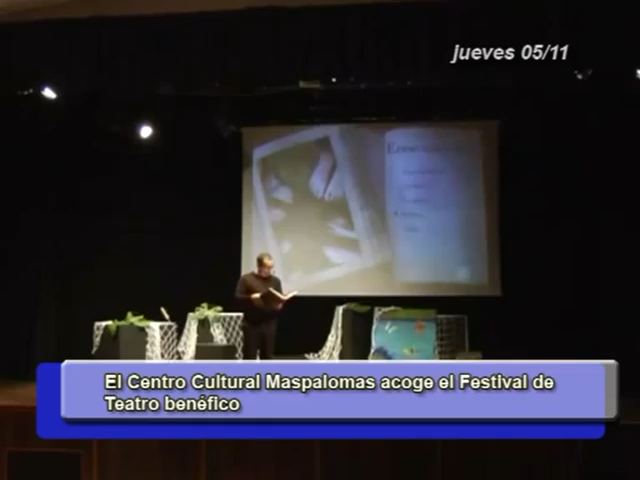 jueves 05/11
El Centro Cultural Maspalomas acoge el Festival de
Teatro benéfico